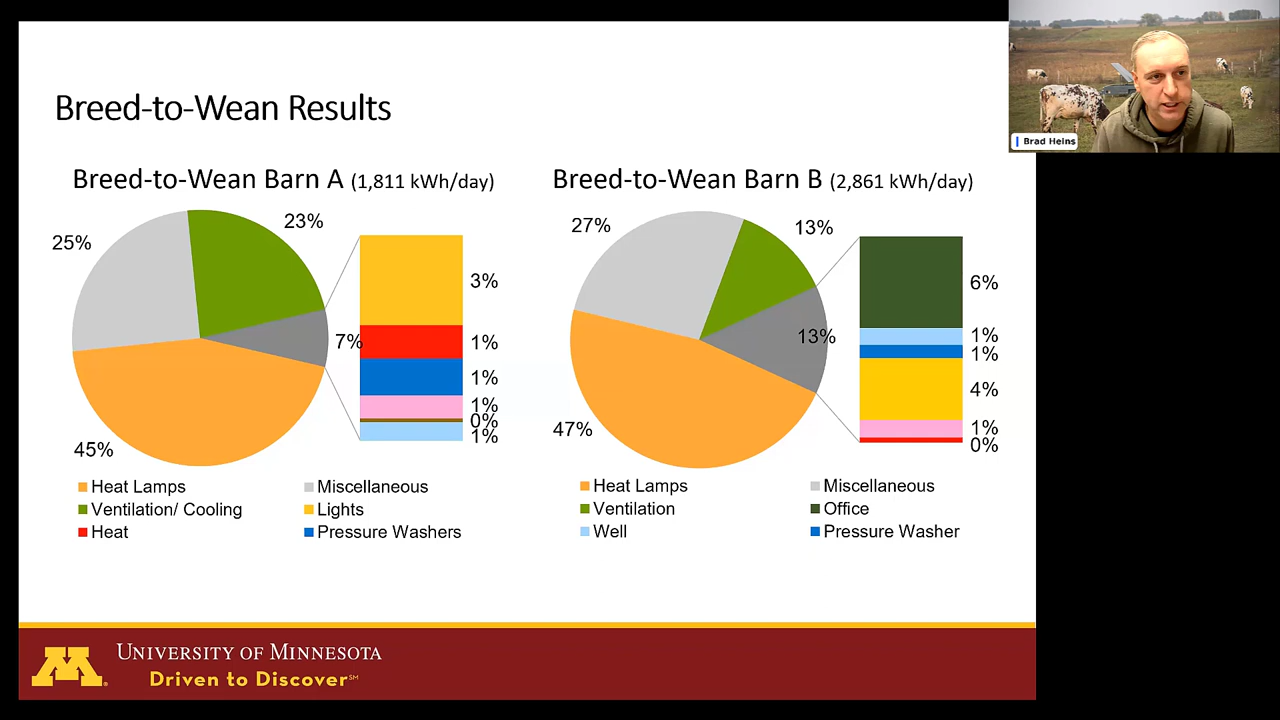 Brad Heins
Breed-to-Wean Results
Breed-to-Wean Barn A (1,811 kWh/day)
23%
25%
3%
7%
1%
1%
1%
0%
1%
45%
Heat Lamps
Miscellaneous
Ventilation/ Cooling
Lights
Heat
Pressure Washers
Breed-to-Wean Barn B (2,861 kWh/day)
27%
13%
6%
13%
1%
1%
4%
1%
0%
47%
Heat Lamps
Miscellaneous
Ventilation
Office
Well
Pressure Washer
M
UNIVERSITY OF MINNESOTA
Driven to Discover℠